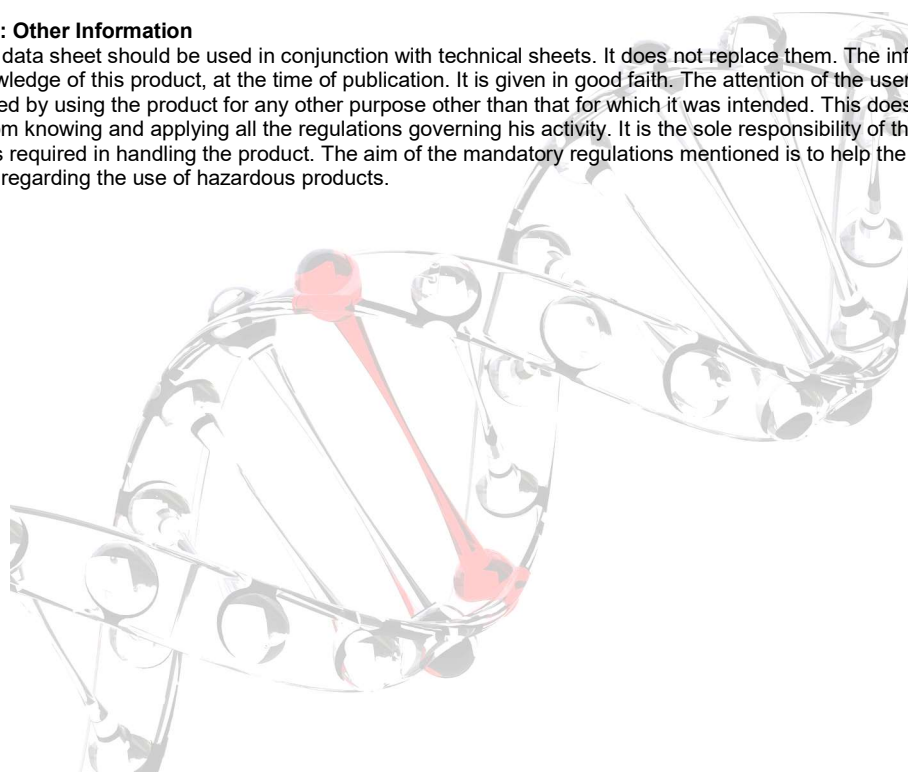 : Other Information
data sheet should be used in conjunction with technical sheets. It does not replace them. The inf
wledge of this product, at the time of publication. It is given in good faith. The attention of the user
ed by using the product for any other purpose other than that for which it was intended. This does
om knowing and applying all the regulations governing his activity. It is the sole responsibility of th
s required in handling the product. The aim of the mandatory regulations mentioned is to help the
regarding the use of hazardous products.